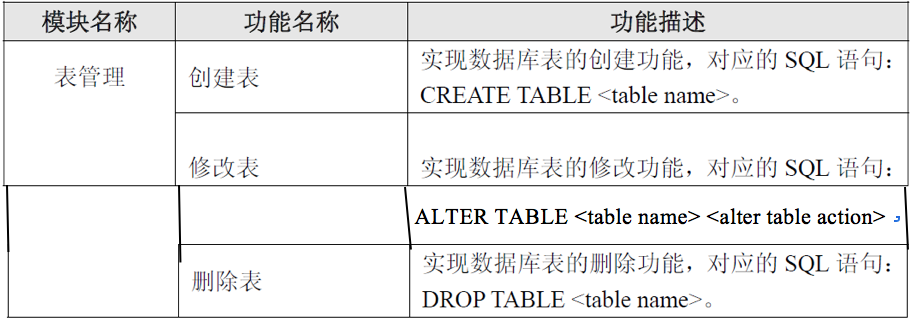 模块名称 功能名称 功能描述
表管理 创建表 实现数据库表的创建功能，对应的 SQL 语句：
CREATE TABLE <table name>。
修改表 实现数据库表的修改功能，对应的 SQL 语句：
ALTER TABLE <table name> <alter table action>
删除表 实现数据库表的删除功能，对应的 SQL 语句：
DROP TABLE <table name>。